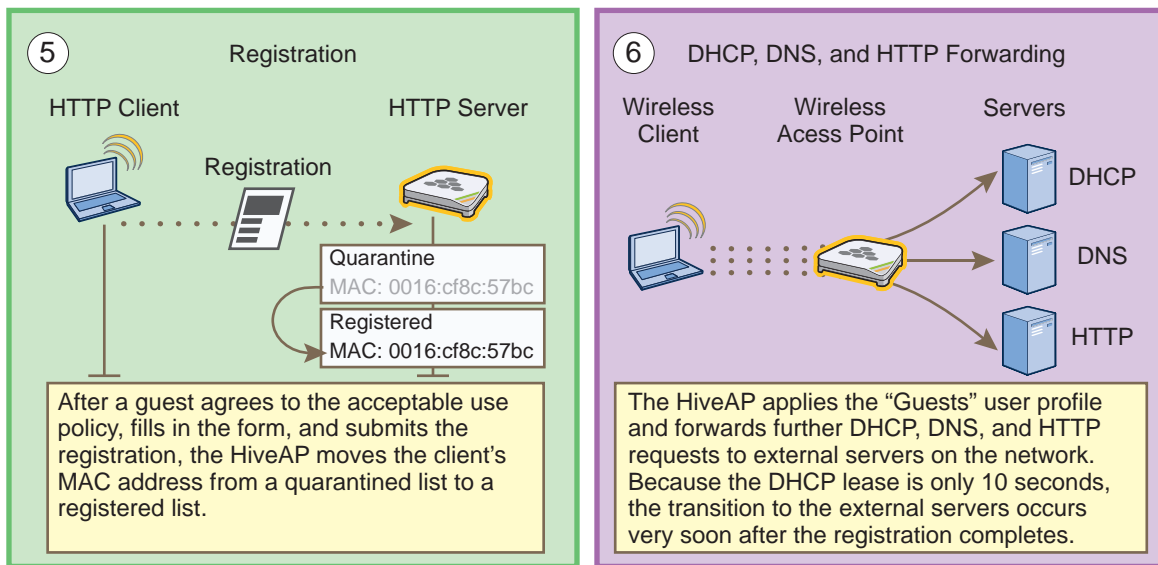 5
Registration
HTTP Client
HTTP Server
Registration
Quarantine
MAC: 0016:cf8c:57bc
Registered
MAC: 0016:cf8c:57bc
After a guest agrees to the acceptable use
policy, fills in the form, and submits the
registration, the HiveAP moves the client’s
MAC address from a quarantined list to a
registered list.
6
DHCP, DNS, and HTTP Forwarding
Wireless
Client
Wireless
Acess Point
Servers
DHCP
DNS
HTTP
The HiveAP applies the “Guests” user profile
and forwards further DHCP, DNS, and HTTP
requests to external servers on the network.
Because the DHCP lease is only 10 seconds,
the transition to the external servers occurs
very soon after the registration completes.